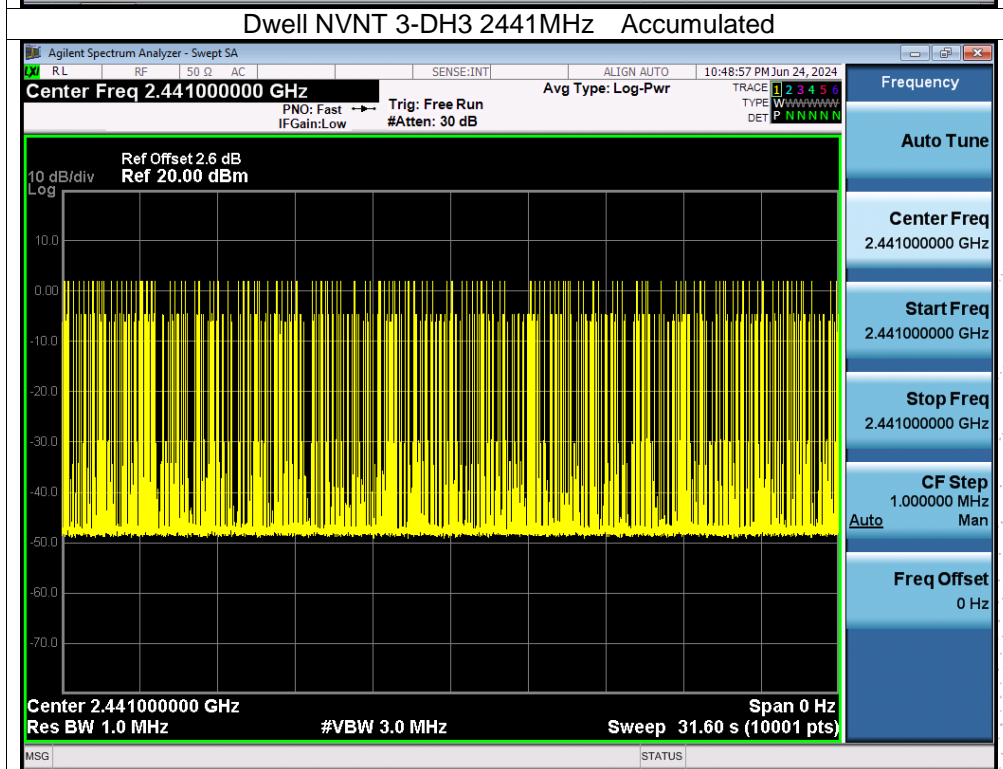 Dwell NVNT 3-DH3 2441MHz Accumulated
Agilent Spectrum Analyzer - Swept SA
LXI RL RF 50 Ω AC SENSE:INT ALIGN AUTO 10:48:57 PM Jun 24, 2024
Center Freq 2.441000000 GHz
PNO: Fast
IFGain:Low
Trig: Free Run
#Atten: 30 dB
Avg Type: Log-Pwr
TRACE 1 2 3 4 5 6
TYPE WWWWWW
DET P N N N N N
Ref Offset 2.6 dB
10 dB/div Ref 20.00 dBm
Log
10.0
0.00
-10.0
-20.0
-30.0
-40.0
-50.0
-60.0
-70.0
Center 2.441000000 GHz Span 0 Hz
Res BW 1.0 MHz #VBW 3.0 MHz Sweep 31.60 s (10001 pts)
MSG STATUS
Frequency
Auto Tune
Center Freq
2.441000000 GHz
Start Freq
2.441000000 GHz
Stop Freq
2.441000000 GHz
CF Step
1.000000 MHz
Auto Man
Freq Offset
0 Hz